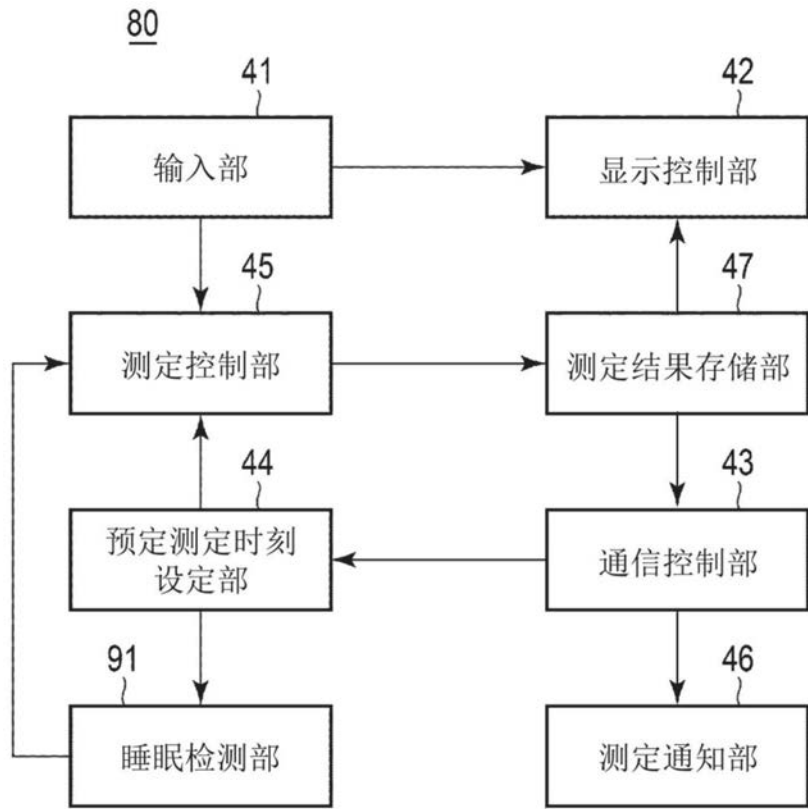 80
41
42
输入部
显示控制部
45
47
测定控制部
测定结果存储部
44
43
预定测定时刻
设定部
通信控制部
91
46
睡眠检测部
测定通知部